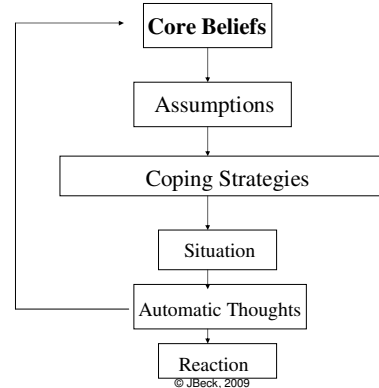 Core Beliefs
Assumptions
Coping Strategies
Situation
Automatic Thoughts
Reaction
© JBeck, 2009